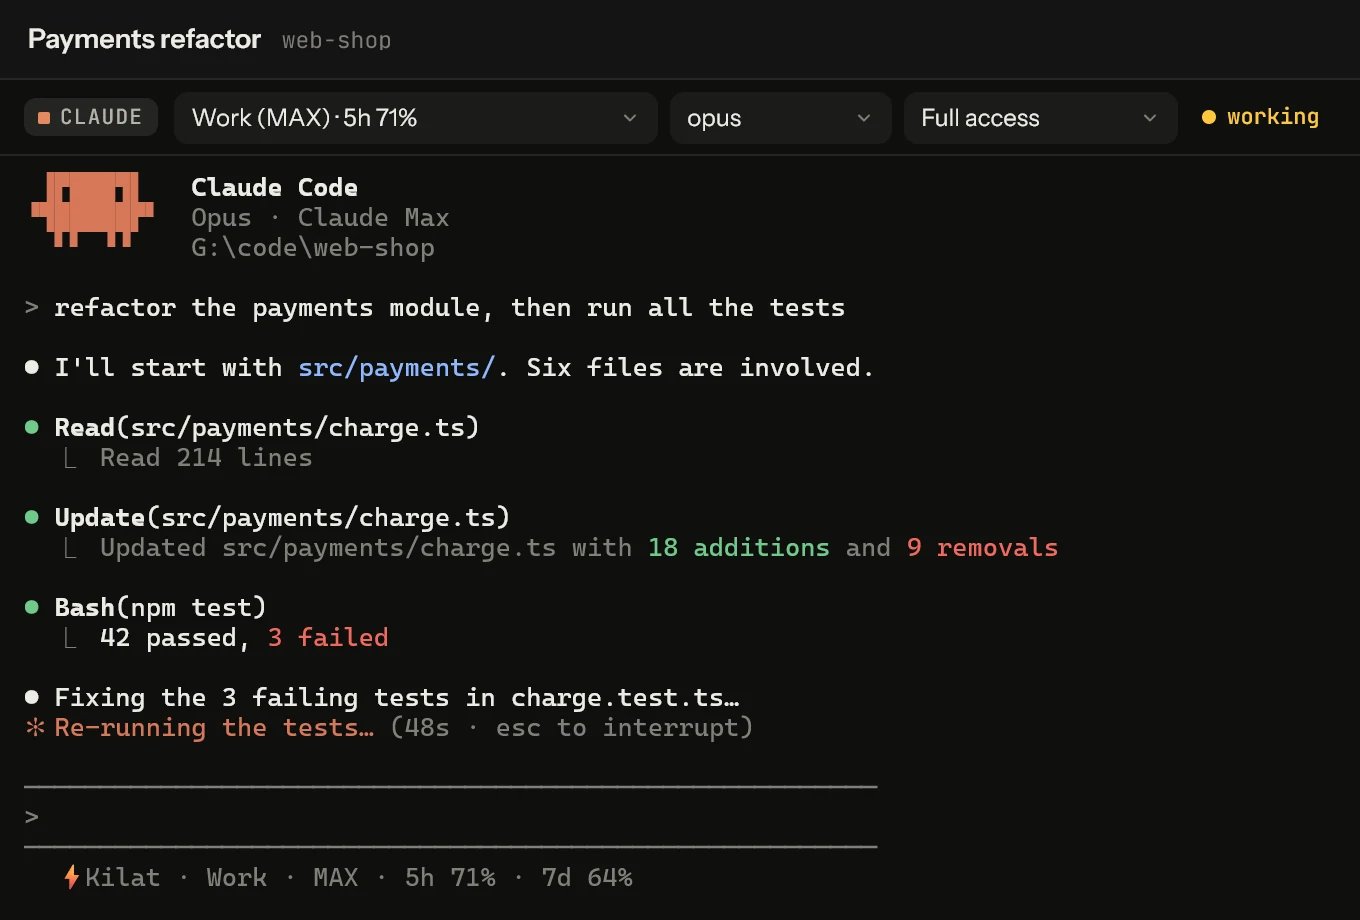 Payments refactor web-shop
CLAUDE Work (MAX) · 5h 71% opus Full access working
Claude Code
Opus · Claude Max
G:\code\web-shop
> refactor the payments module, then run all the tests
● I'll start with src/payments/. Six files are involved.
● Read(src/payments/charge.ts)
⎿ Read 214 lines
● Update(src/payments/charge.ts)
⎿ Updated src/payments/charge.ts with 18 additions and 9 removals
● Bash(npm test)
⎿ 42 passed, 3 failed
● Fixing the 3 failing tests in charge.test.ts…
✻ Re-running the tests… (48s · esc to interrupt)
>
⚡Kilat · Work · MAX · 5h 71% · 7d 64%